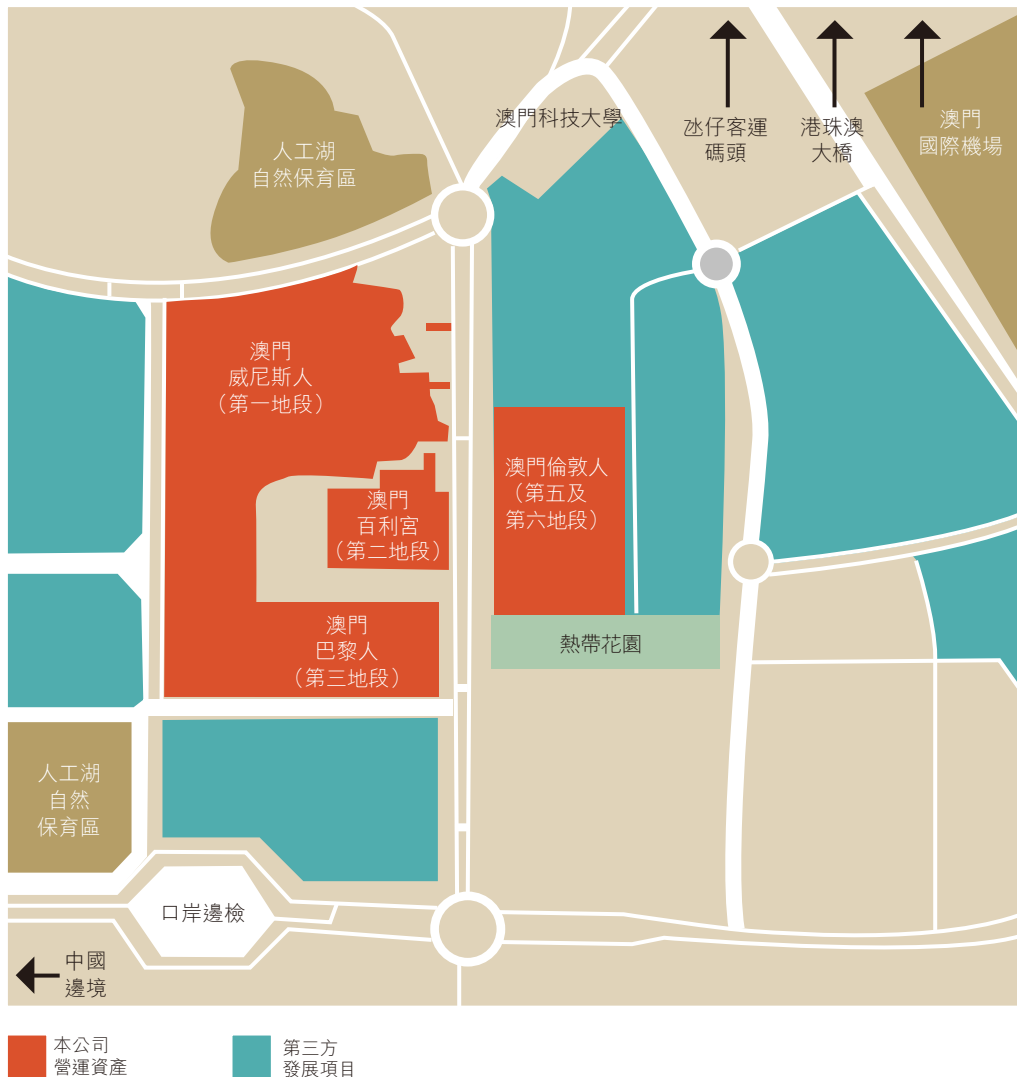 澳門科技大學
氹仔客運
碼頭
港珠澳
大橋
澳門
國際機場
人工湖
自然保育區
澳門
威尼斯人
（第一地段）
澳門倫敦人
（第五及
第六地段）
澳門
百利宮
（第二地段）
澳門
巴黎人
（第三地段）
熱帶花園
人工湖
自然
保育區
口岸邊檢
中國
邊境
本公司
營運資產
第三方
發展項目